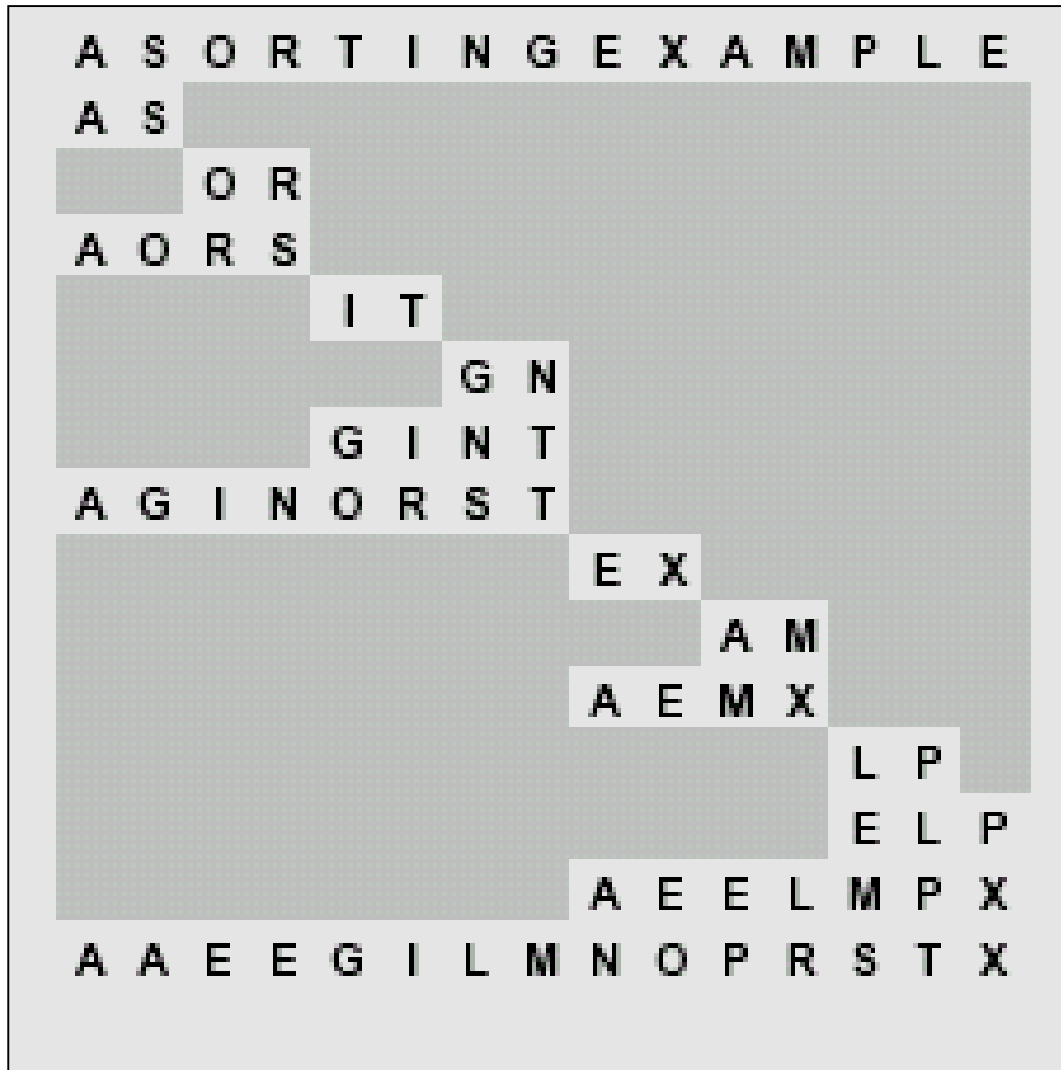 A S O R T I N G E X A M P L E
A S
O R
A O R S
I T
G N
G I N T
A G I N O R S T
E X
A M
A E M X
L P
E L P
A E E L M P X
A A E E G I L M N O P R S T X